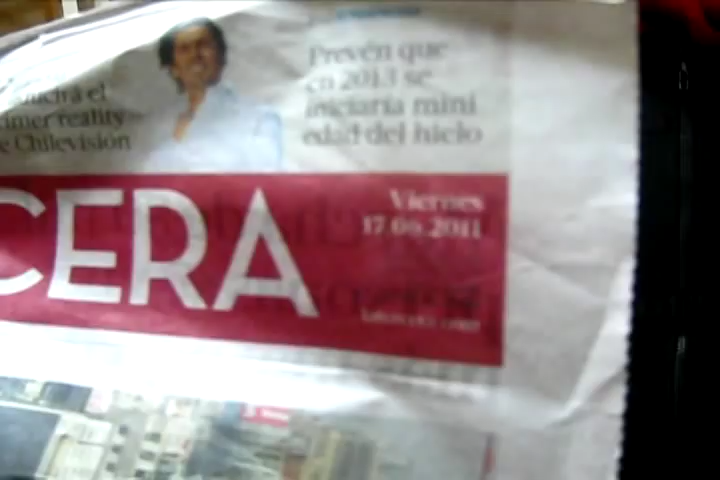 el
reality
Chilevisión
Prevén que
en 2013 se
iniciaría mini
edad del hielo
CERA
Viernes
17.06.2011